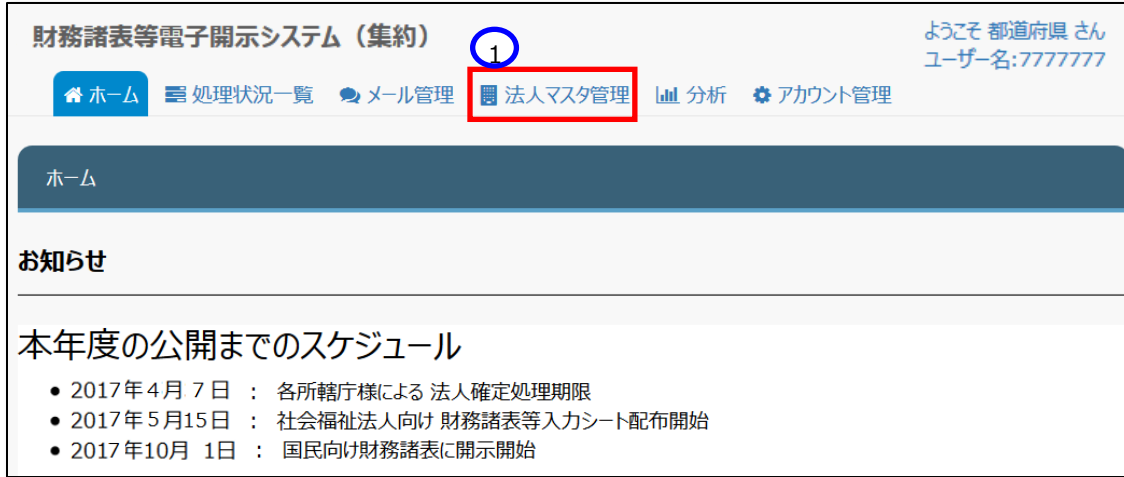 財務諸表等電子開示システム（集約）
ようこそ 都道府県 さん
ユーザー名:7777777
1
ホーム 処理状況一覧 メール管理 法人マスタ管理 分析 アカウント管理
ホーム
お知らせ
本年度の公開までのスケジュール
● 2017年4月 7日 ： 各所轄庁様による 法人確定処理期限
● 2017年5月15日 ： 社会福祉法人向け 財務諸表等入力シート配布開始
● 2017年10月 1日 ： 国民向け財務諸表に開示開始